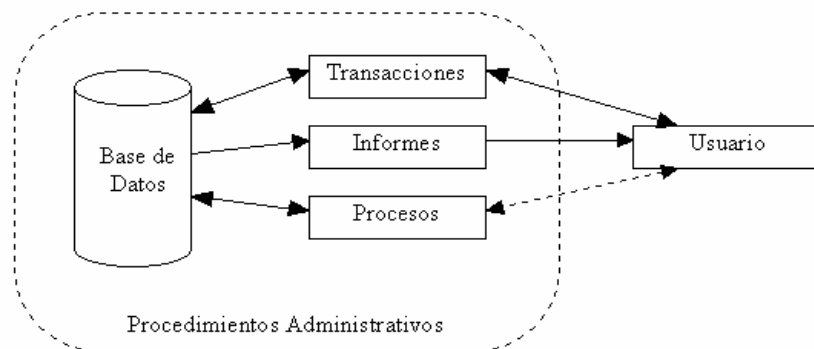 Transacciones
Informes
Usuario
Base de
Datos
Procesos
Procedimientos Administrativos